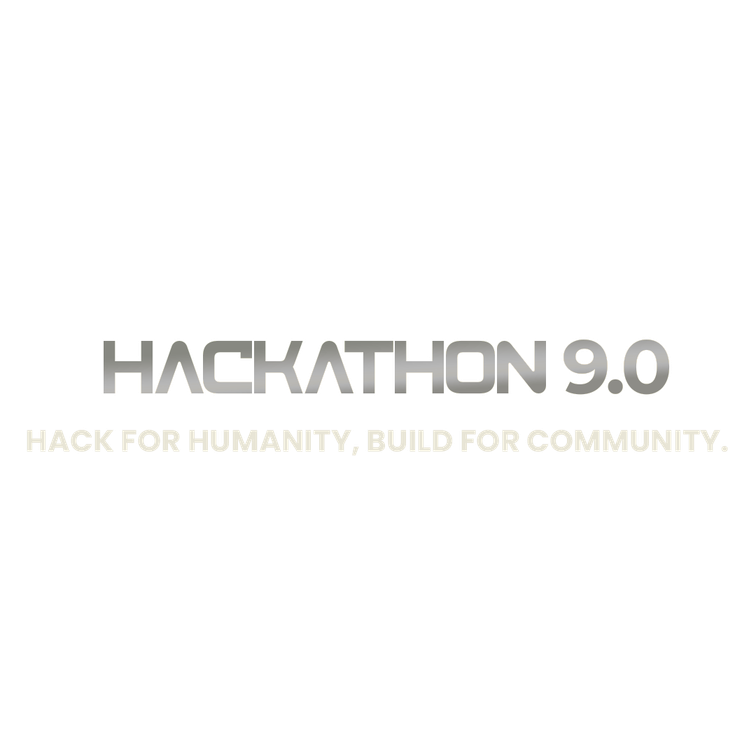 HACKATHON 9.0
HACK FOR HUMANITY, BUILD FOR COMMUNITY.